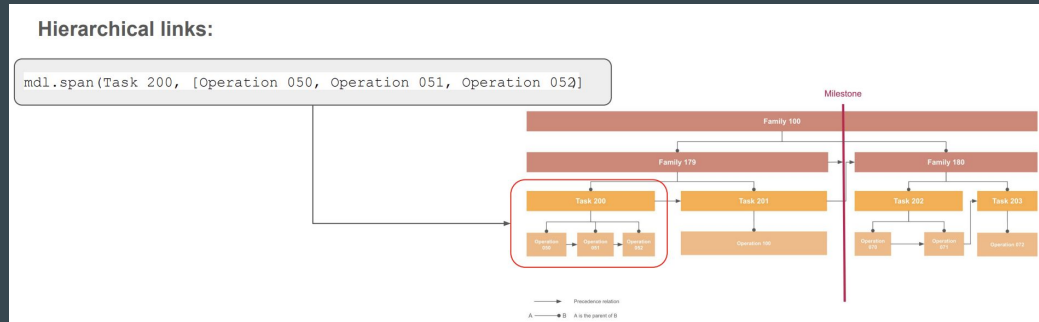 Hierarchical links:
mdl.span(Task 200, [Operation 050, Operation 051, Operation 052)]
Milestone
Family 100
Family 179
Family 180
Task 200
Task 201
Task 202
Task 203
Operation
050
Operation
051
Operation
052
Operation
Operation
070
Operation
071
Operation 072
Precedence relation
A
B
A is the parent of B